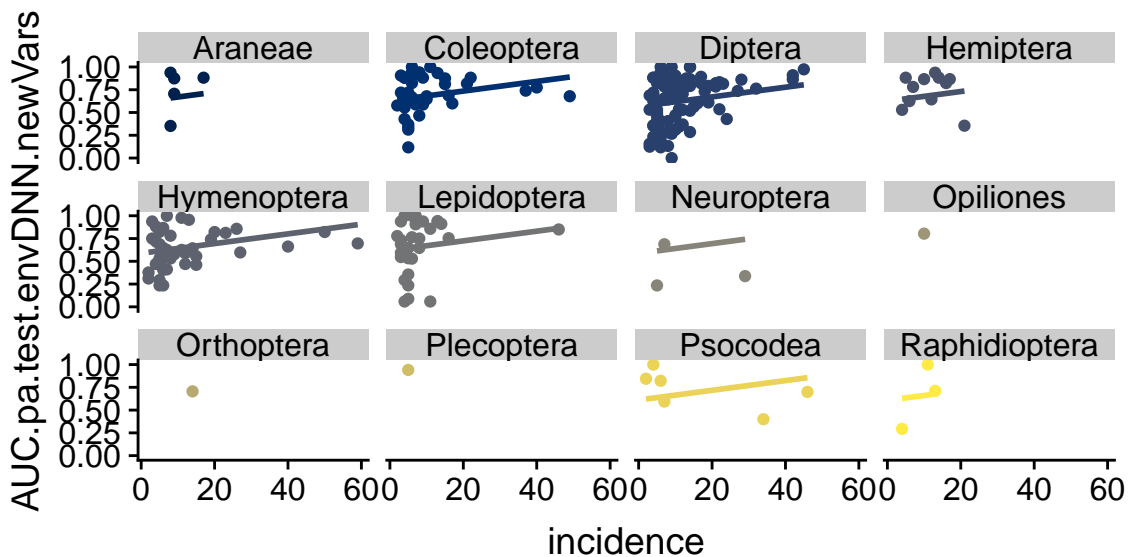 AUC.pa.test.envDNN.newVars
Araneae Coleoptera Diptera Hemiptera
1.00
0.75
0.50
0.25
0.00
Hymenoptera Lepidoptera Neuroptera Opiliones
1.00
0.75
0.50
0.25
0.00
Orthoptera Plecoptera Psocodea Raphidioptera
1.00
0.75
0.50
0.25
0.00
0 20 40 60 0 20 40 60 0 20 40 60 0 20 40 60
incidence